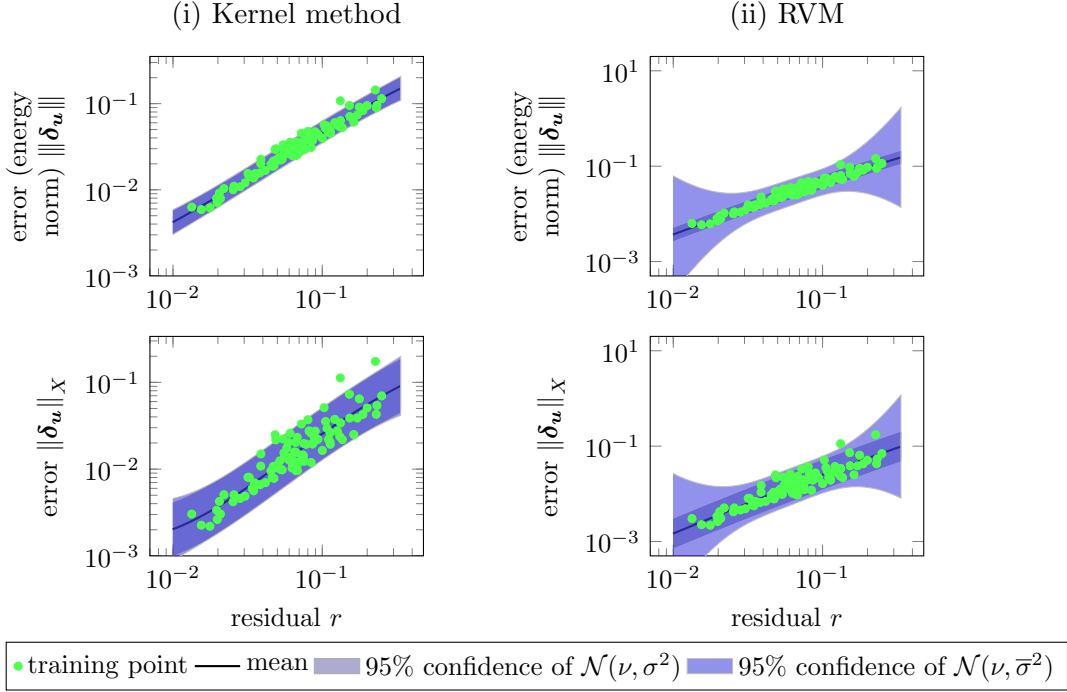 (i) Kernel method
(ii) RVM
error (energy
norm) |||δ_u|||
10^{-1}
10^{-2}
10^{-3}
10^{-2}
10^{-1}
error (energy
norm) |||δ_u|||
10^1
10^{-1}
10^{-3}
10^{-2}
10^{-1}
error ‖δ_u‖_X
10^{-1}
10^{-2}
10^{-3}
10^{-2}
10^{-1}
residual r
error ‖δ_u‖_X
10^1
10^{-1}
10^{-3}
10^{-2}
10^{-1}
residual r
training point
mean
95% confidence of 𝒩(ν, σ²)
95% confidence of 𝒩(ν, σ̅²)